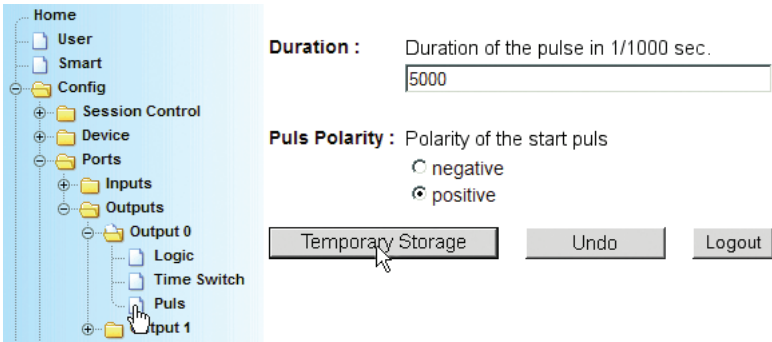 Home
User
Smart
Config
Session Control
Device
Ports
Inputs
Outputs
Output 0
Logic
Time Switch
Puls
Output 1
Duration : Duration of the pulse in 1/1000 sec.
5000
Puls Polarity : Polarity of the start puls
negative
positive
Temporary Storage Undo Logout